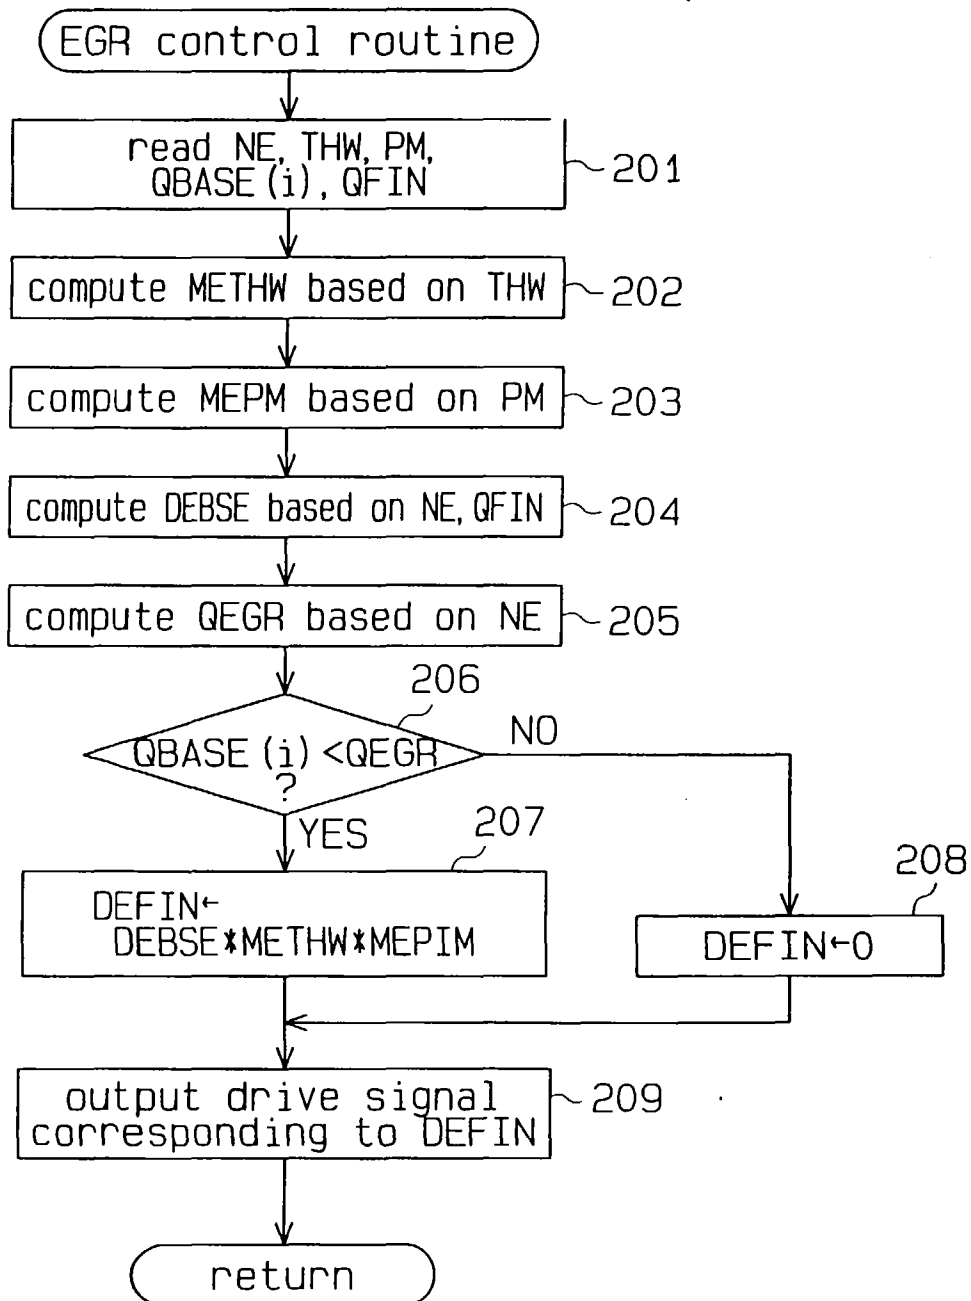 EGR control routine
read NE, THW, PM,
QBASE (i), QFIN
201
compute METHW based on THW
202
compute MEPM based on PM
203
compute DEBSE based on NE, QFIN
204
compute QEGR based on NE
205
206
QBASE (i) <QEGR
?
NO
YES
207
DEFIN←
DEBSE*METHW*MEPIM
208
DEFIN←0
output drive signal
corresponding to DEFIN
209
return